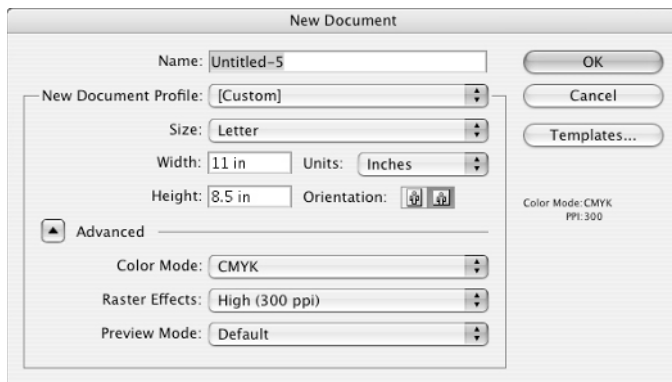 New Document
Name: Untitled-5
OK
New Document Profile: [Custom]
Cancel
Size: Letter
Templates...
Width: 11 in Units: Inches
Height: 8.5 in Orientation:
Color Mode:CMYK
PPI:300
Advanced
Color Mode: CMYK
Raster Effects: High (300 ppi)
Preview Mode: Default